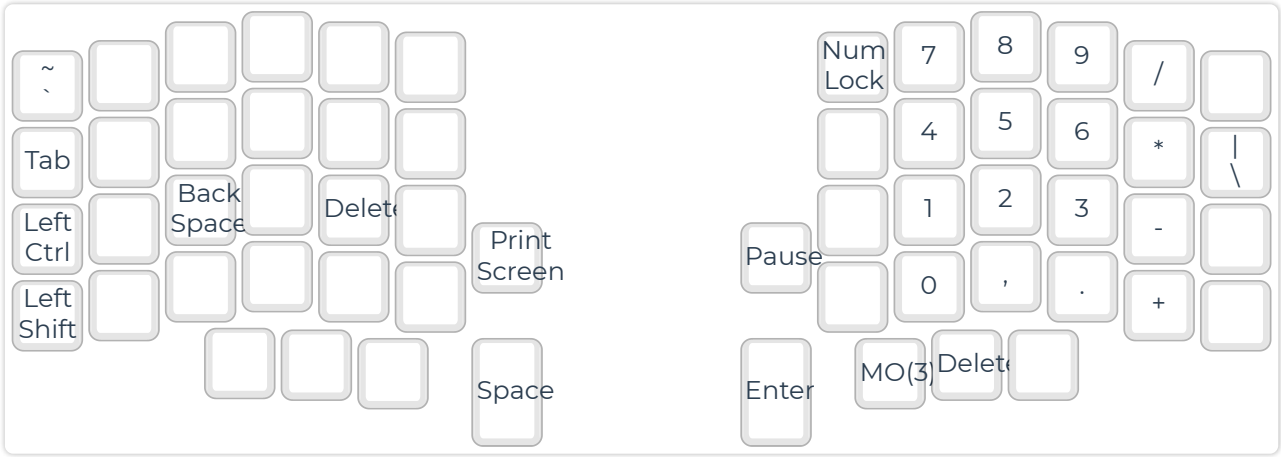 ~
`
Num
Lock
7
8
9
/
Tab
4
5
6
*
|
\
Left
Ctrl
Back
Space
Delete
Print
Screen
Pause
1
2
3
-
Left
Shift
0
,
.
+
Space
Enter
MO(3)
Delete